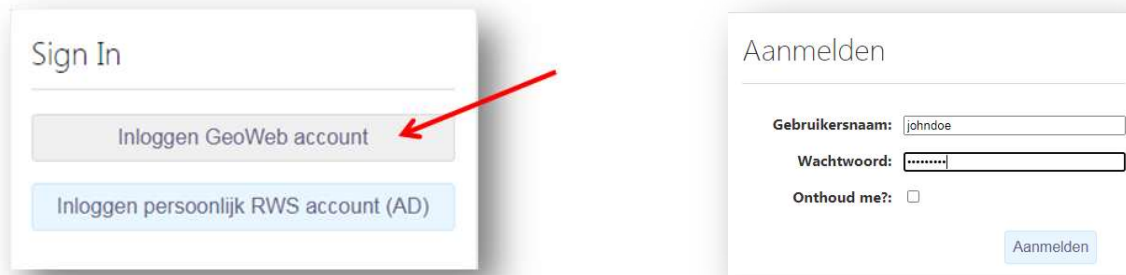 Sign In
Inloggen GeoWeb account
Inloggen persoonlijk RWS account (AD)
Aanmelden
Gebruikersnaam: johndoe
Wachtwoord: •••••••••
Onthoud me?:
Aanmelden